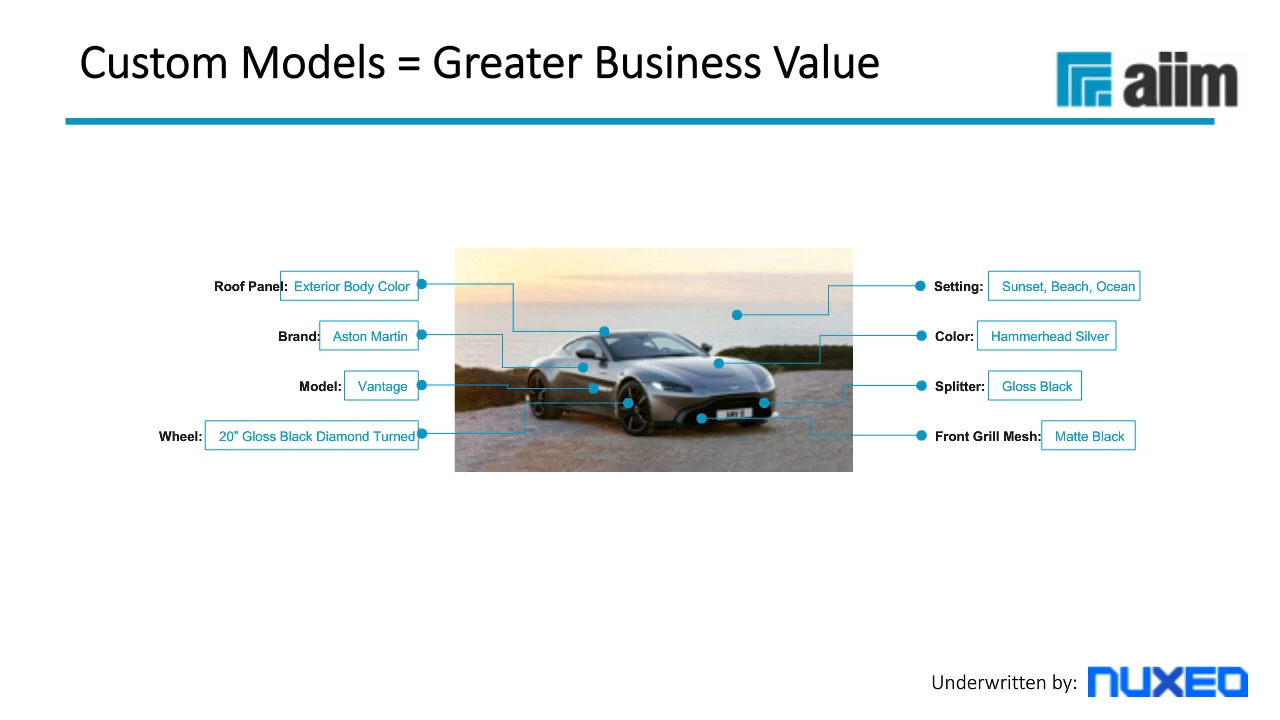 Custom Models = Greater Business Value
aiim
Roof Panel: Exterior Body Color
Brand: Aston Martin
Model: Vantage
Wheel: 20” Gloss Black Diamond Turned
Setting: Sunset, Beach, Ocean
Color: Hammerhead Silver
Splitter: Gloss Black
Front Grill Mesh: Matte Black
Underwritten by: NUXEO